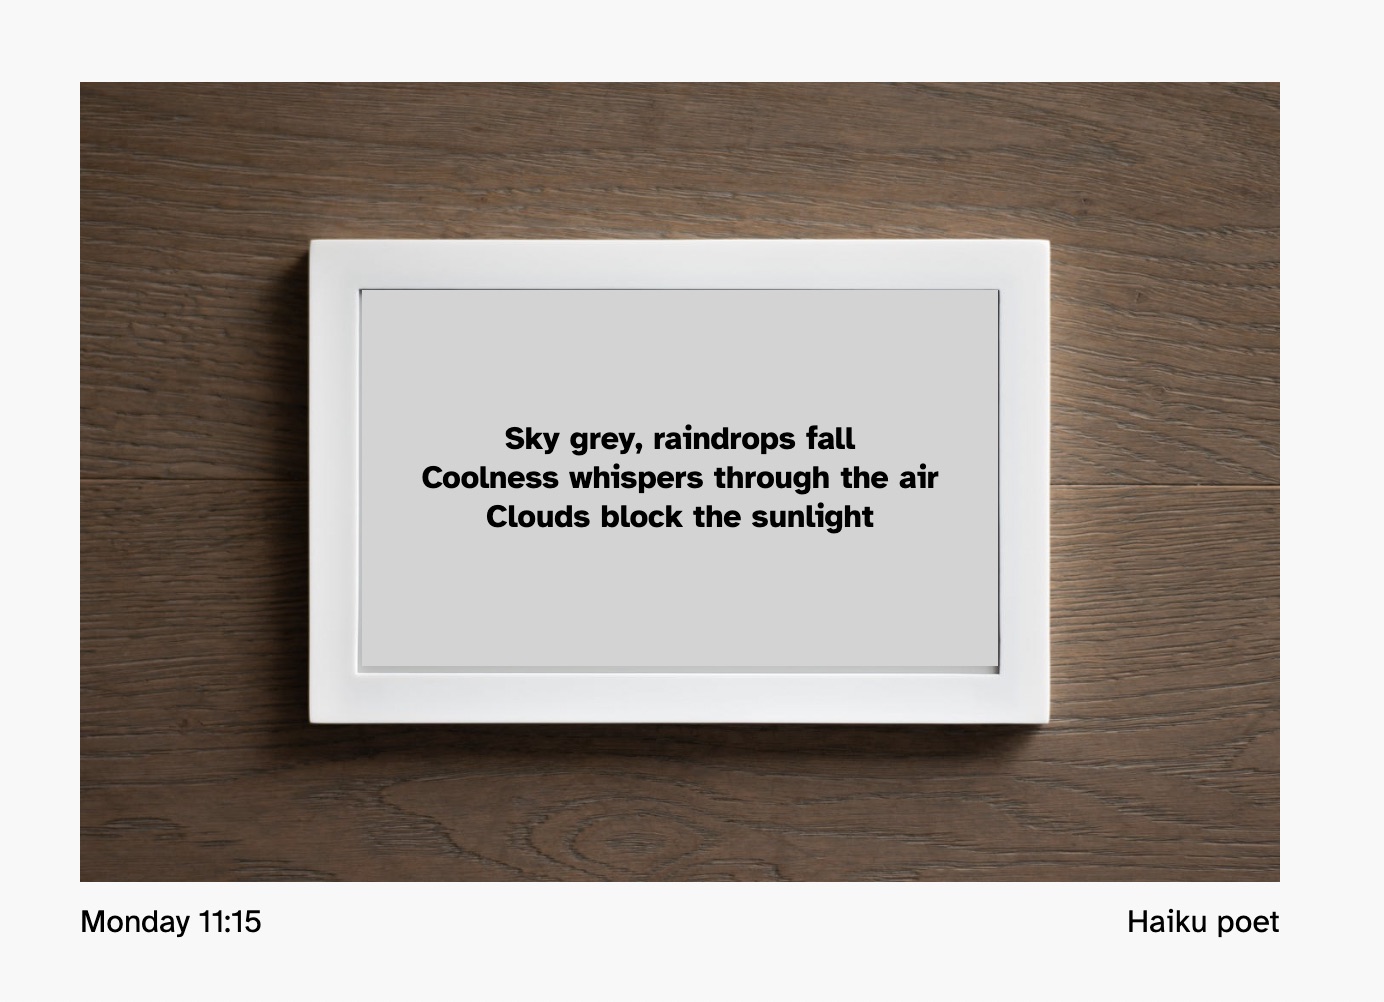 Sky grey, raindrops fall
Coolness whispers through the air
Clouds block the sunlight
Monday 11:15
Haiku poet